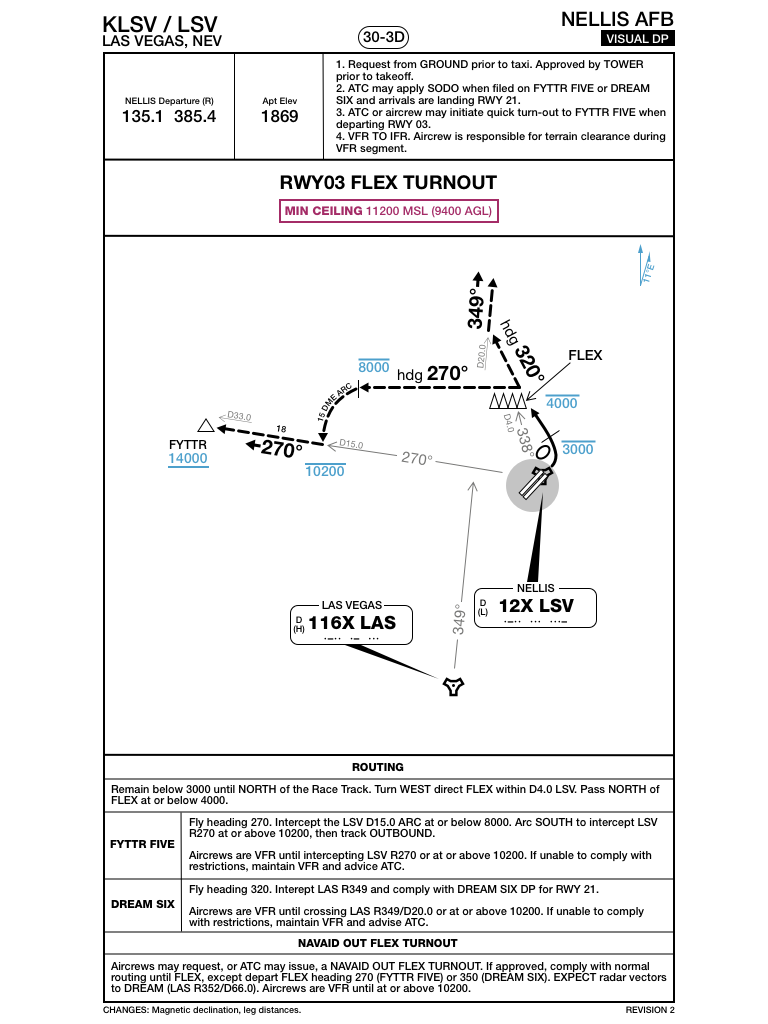 KLSV / LSV
LAS VEGAS, NEV
30-3D
NELLIS AFB
VISUAL DP
NELLIS Departure (R)
135.1 385.4
Apt Elev
1869
1. Request from GROUND prior to taxi. Approved by TOWER
prior to takeoff.
2. ATC may apply SODO when filed on FYTTR FIVE or DREAM
SIX and arrivals are landing RWY 21.
3. ATC or aircrew may initiate quick turn-out to FYTTR FIVE when
departing RWY 03.
4. VFR TO IFR. Aircrew is responsible for terrain clearance during
VFR segment.
RWY03 FLEX TURNOUT
MIN CEILING 11200 MSL (9400 AGL)
11°E
349°
hdg 320°
D20.0
FLEX
8000
hdg 270°
4000
15 DME ARC
D4.0
338°
3000
D33.0
18
FYTTR
14000
270°
D15.0
10200
270°
NELLIS
D
(L)
12X LSV
.-.. ... ...-
LAS VEGAS
D
(H)
116X LAS
.-.. .- ...
349°
ROUTING
Remain below 3000 until NORTH of the Race Track. Turn WEST direct FLEX within D4.0 LSV. Pass NORTH of
FLEX at or below 4000.
FYTTR FIVE
Fly heading 270. Intercept the LSV D15.0 ARC at or below 8000. Arc SOUTH to intercept LSV
R270 at or above 10200, then track OUTBOUND.
Aircrews are VFR until intercepting LSV R270 or at or above 10200. If unable to comply with
restrictions, maintain VFR and advice ATC.
DREAM SIX
Fly heading 320. Interept LAS R349 and comply with DREAM SIX DP for RWY 21.
Aircrews are VFR until crossing LAS R349/D20.0 or at or above 10200. If unable to comply
with restrictions, maintain VFR and advise ATC.
NAVAID OUT FLEX TURNOUT
Aircrews may request, or ATC may issue, a NAVAID OUT FLEX TURNOUT. If approved, comply with normal
routing until FLEX, except depart FLEX heading 270 (FYTTR FIVE) or 350 (DREAM SIX). EXPECT radar vectors
to DREAM (LAS R352/D66.0). Aircrews are VFR until at or above 10200.
CHANGES: Magnetic declination, leg distances.
REVISION 2